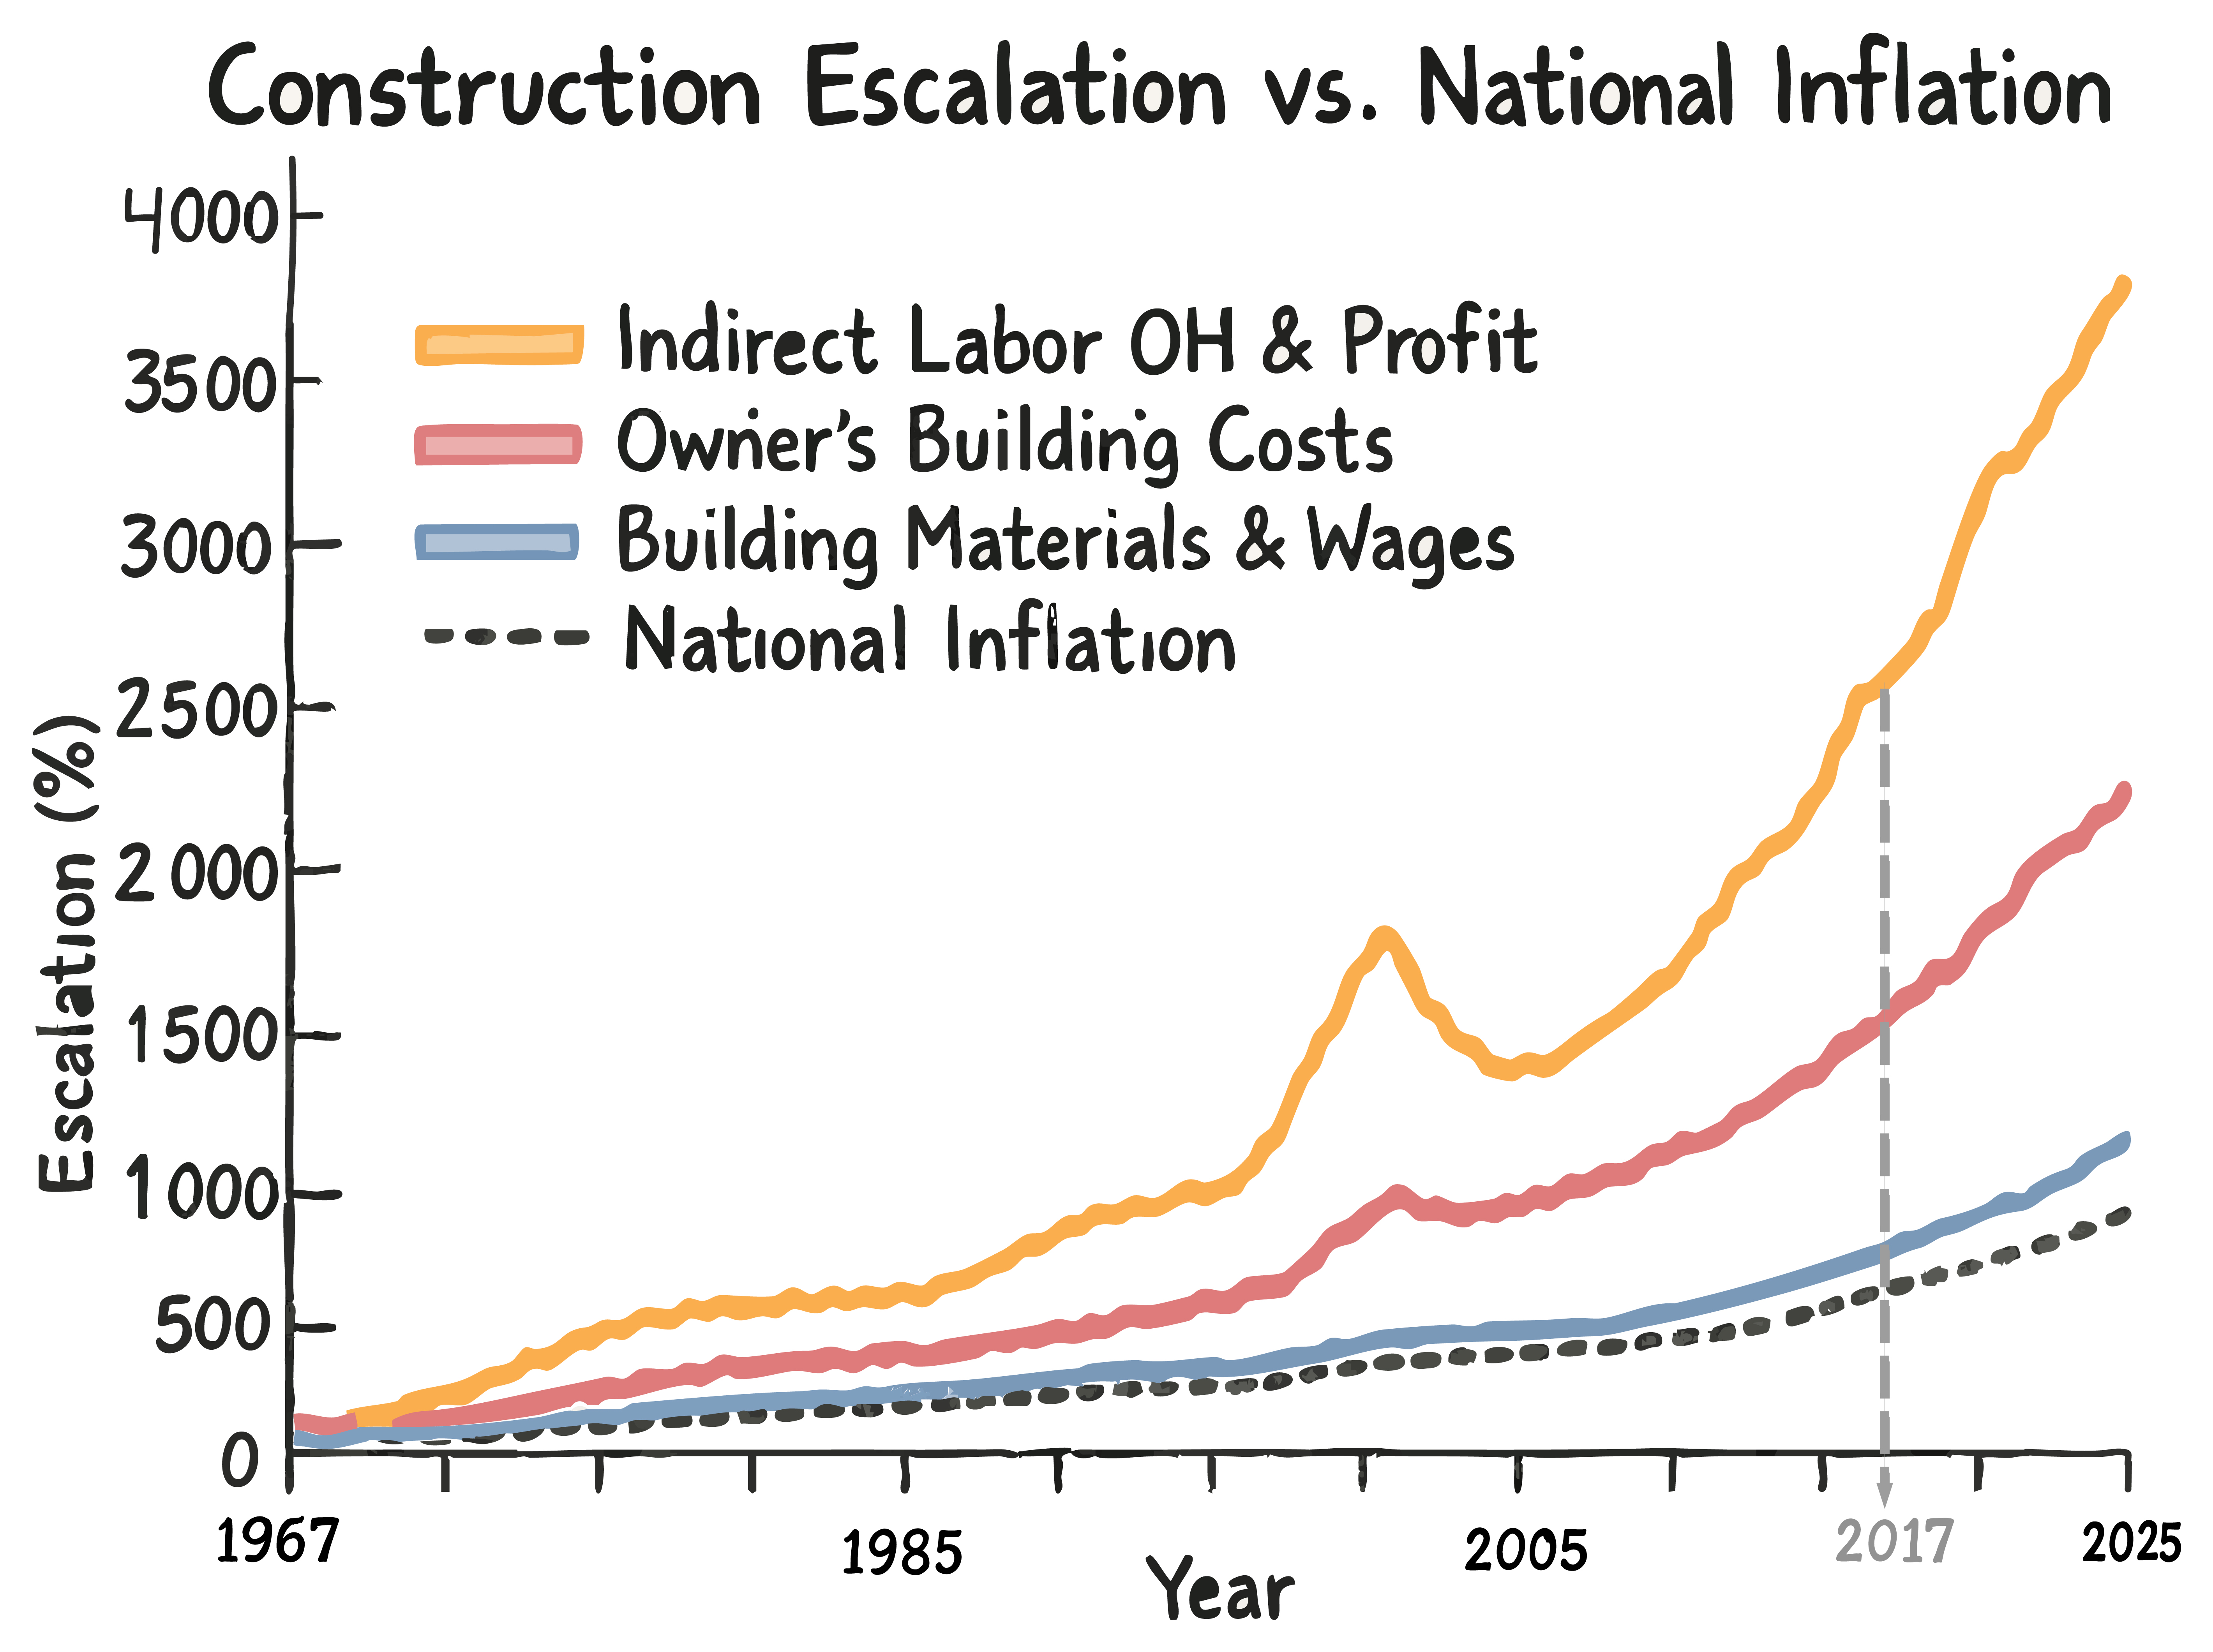 Construction Escalation vs. National Inflation
4000
3500
3000
2500
2000
1500
1000
500
0
Escalation (%)
Indirect Labor OH & Profit
Owner's Building Costs
Building Materials & Wages
National Inflation
1967
1985
2005
2017
2025
Year